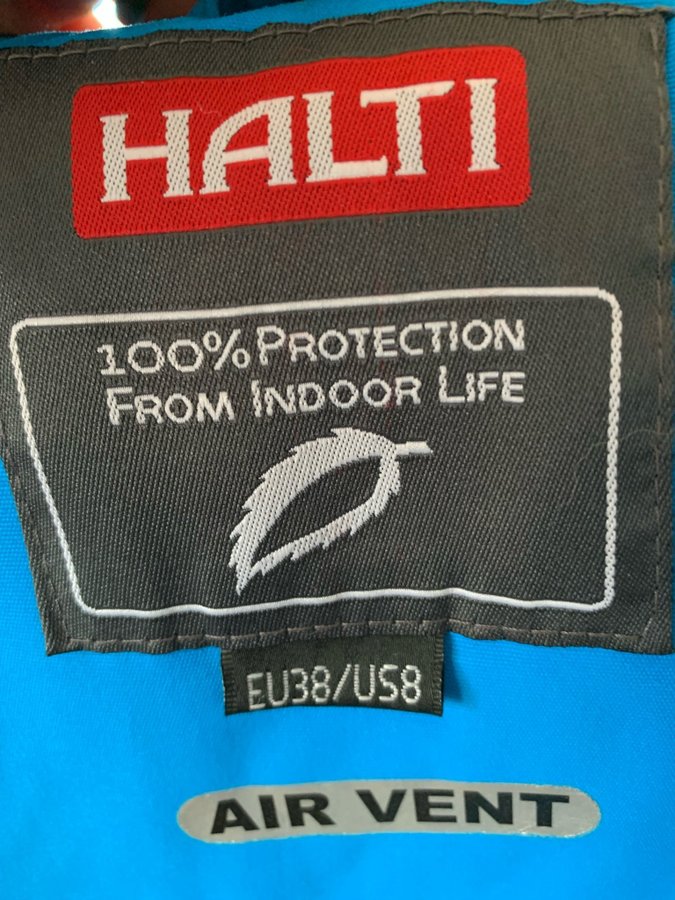 HALTI
100% PROTECTION
FROM INDOOR LIFE
EU38/US8
AIR VENT